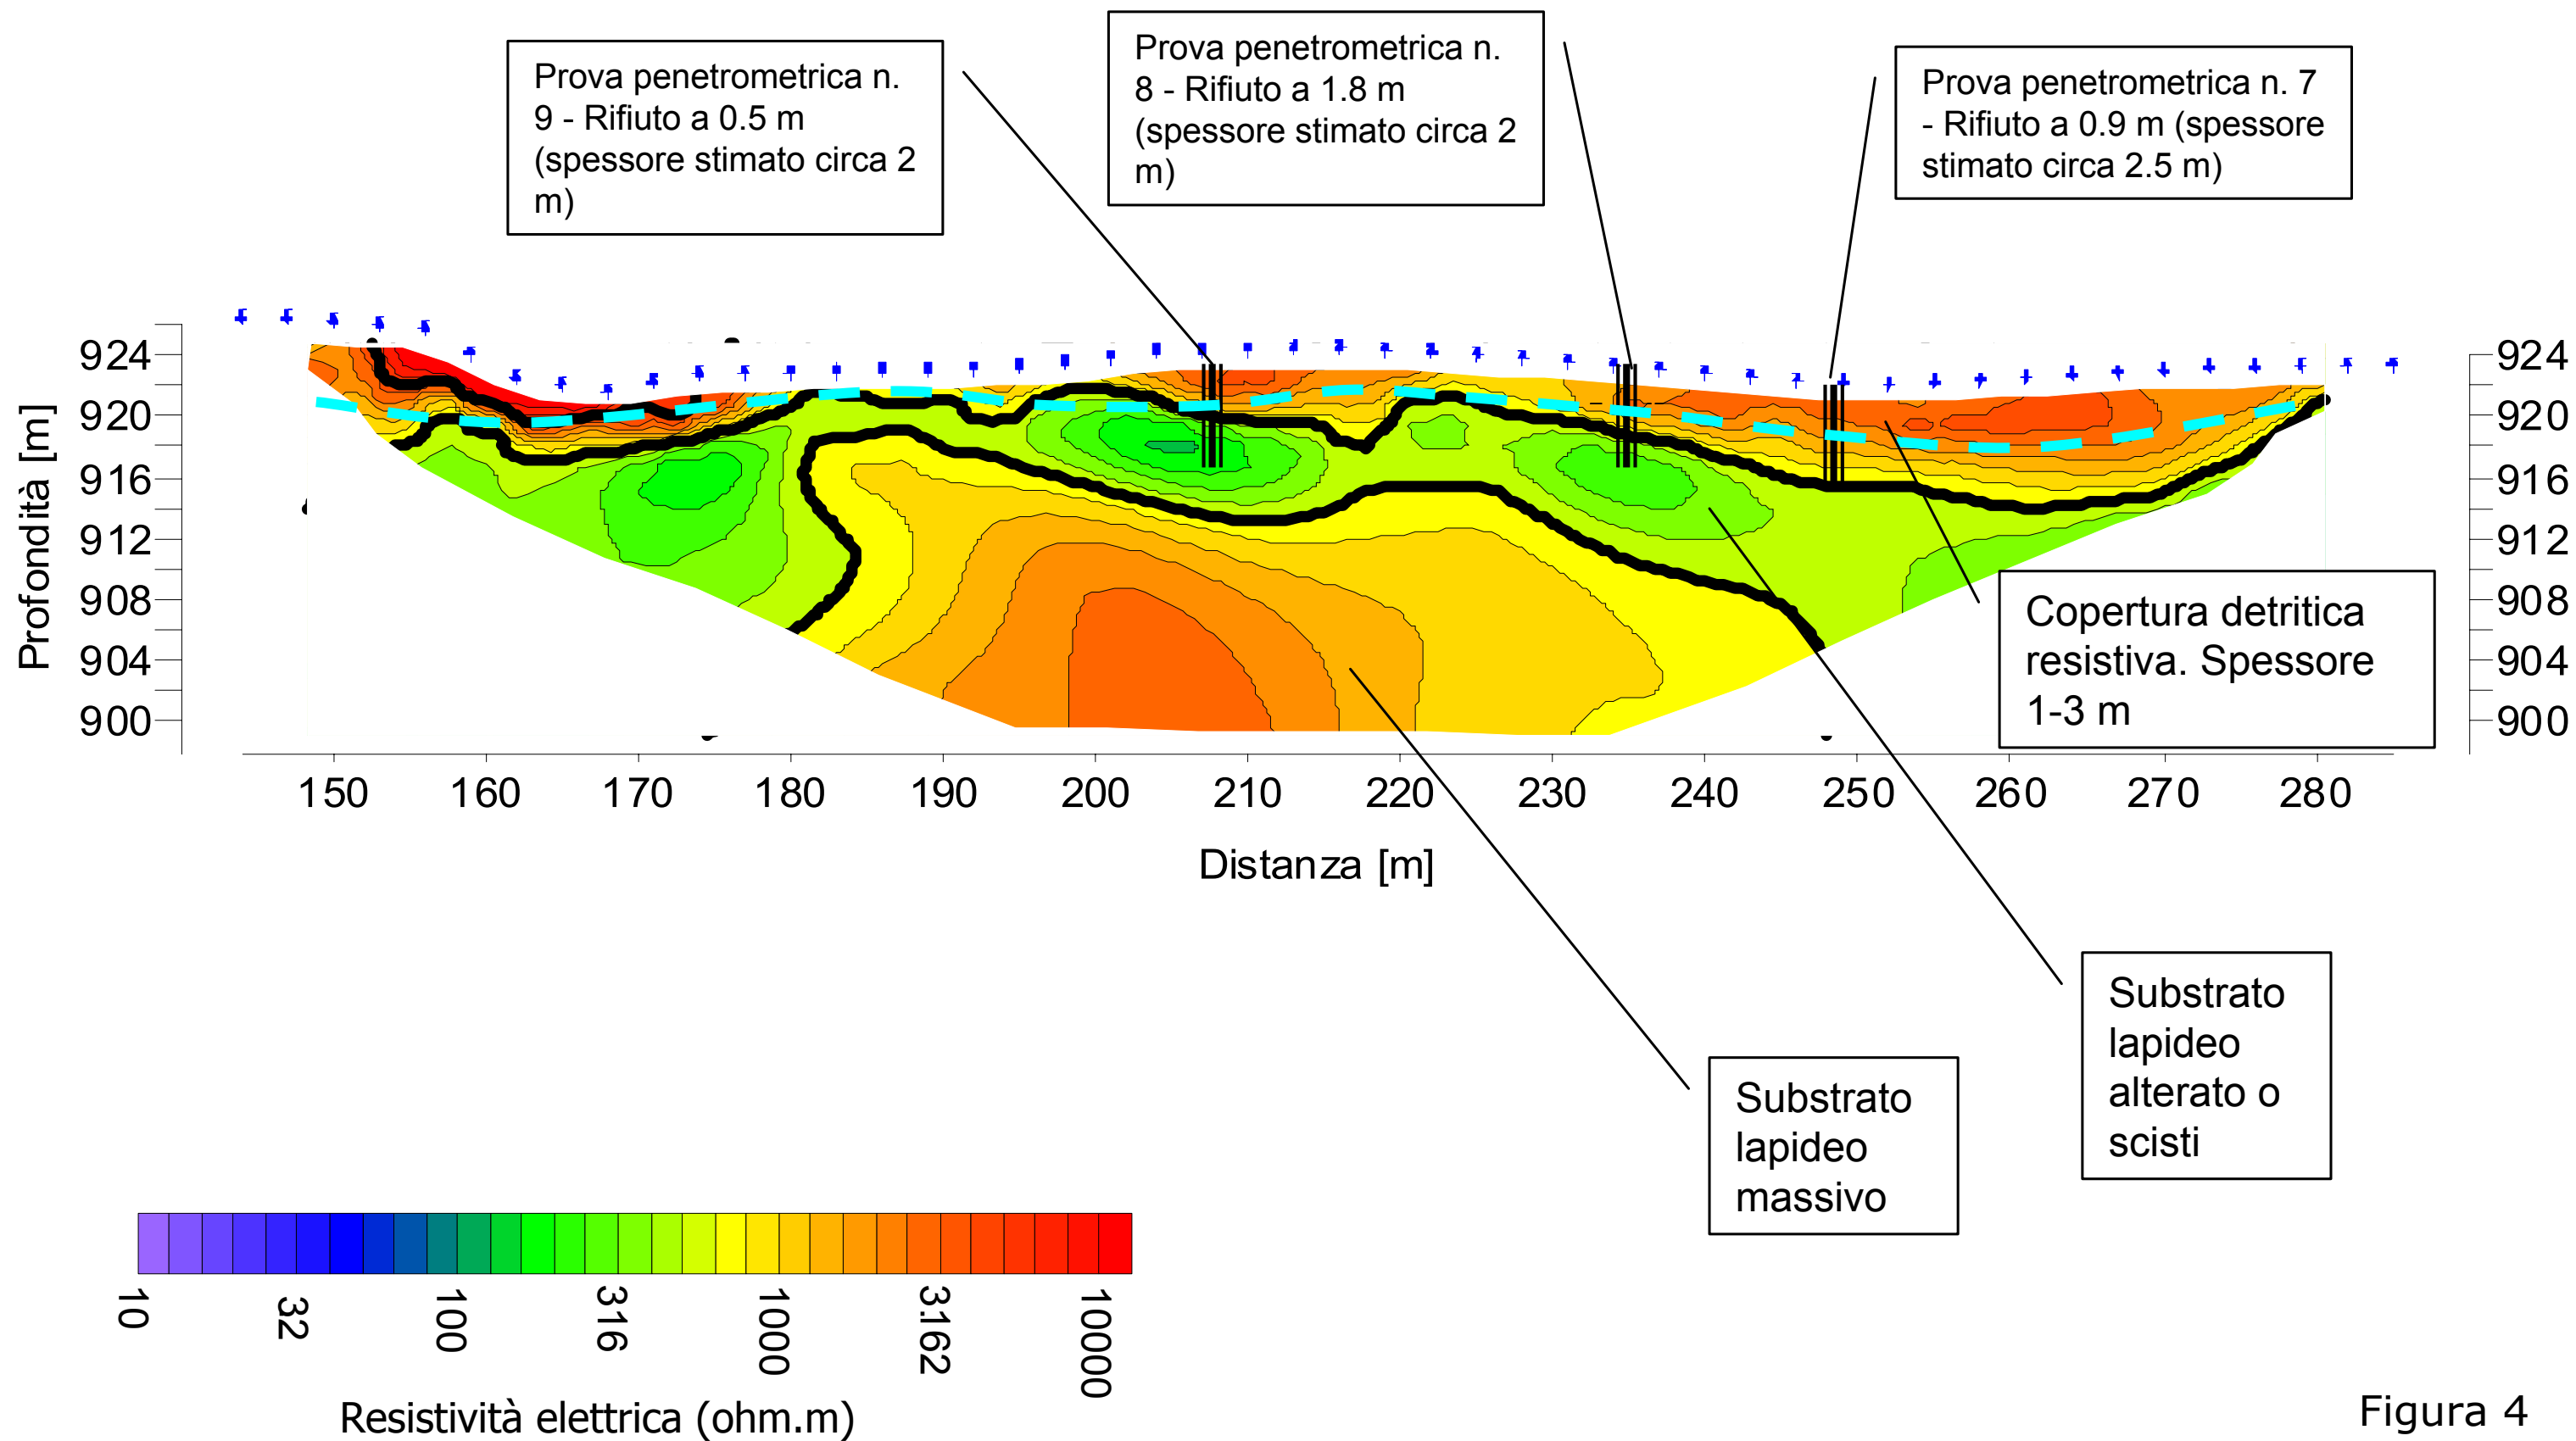 Prova penetrometrica n.
9 - Rifiuto a 0.5 m
(spessore stimato circa 2
m)
Prova penetrometrica n.
8 - Rifiuto a 1.8 m
(spessore stimato circa 2
m)
Prova penetrometrica n. 7
- Rifiuto a 0.9 m (spessore
stimato circa 2.5 m)
Profondità [m]
924
920
916
912
908
904
900
924
920
916
912
908
904
900
150 160 170 180 190 200 210 220 230 240 250 260 270 280
Distanza [m]
Copertura detritica
resistiva. Spessore
1-3 m
Substrato
lapideo
alterato o
scisti
Substrato
lapideo
massivo
10 32 100 316 1000 3162 10000
Resistività elettrica (ohm.m)
Figura 4